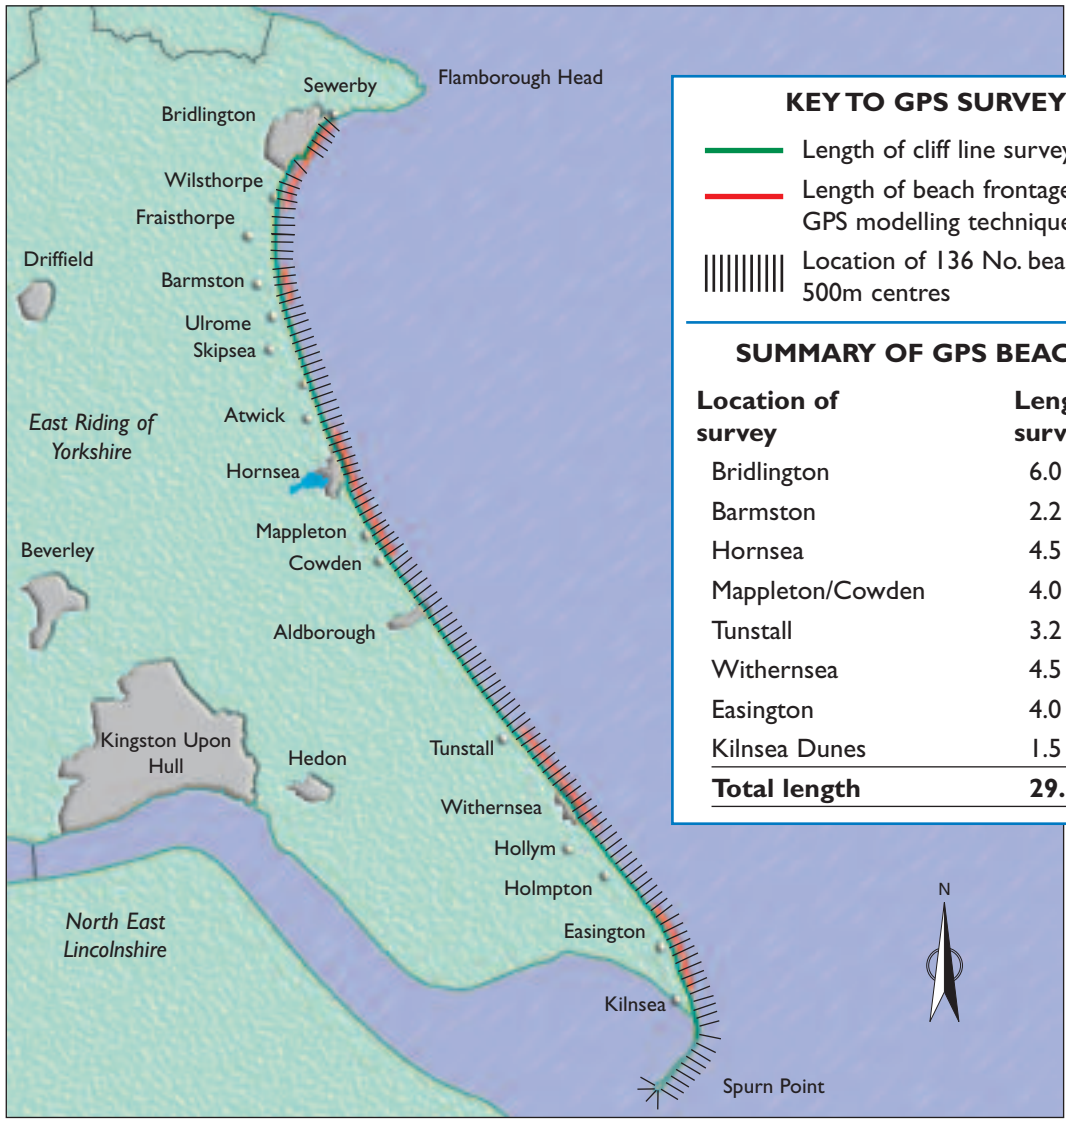 Flamborough Head
Sewerby
Bridlington
Wilsthorpe
Fraisthorpe
Driffield
Barmston
Ulrome
Skipsea
East Riding of
Yorkshire
Atwick
Hornsea
Mappleton
Cowden
Beverley
Aldborough
Kingston Upon
Hull
Hedon
Tunstall
Withernsea
Hollym
Holmpton
North East
Lincolnshire
Easington
Kilnsea
Spurn Point
N
KEY TO GPS SURVEY
Length of cliff line survey
Length of beach frontage
GPS modelling technique
Location of 136 No. bea
500m centres
SUMMARY OF GPS BEAC
Location of Leng
survey surv
Bridlington 6.0
Barmston 2.2
Hornsea 4.5
Mappleton/Cowden 4.0
Tunstall 3.2
Withernsea 4.5
Easington 4.0
Kilnsea Dunes 1.5
Total length 29.